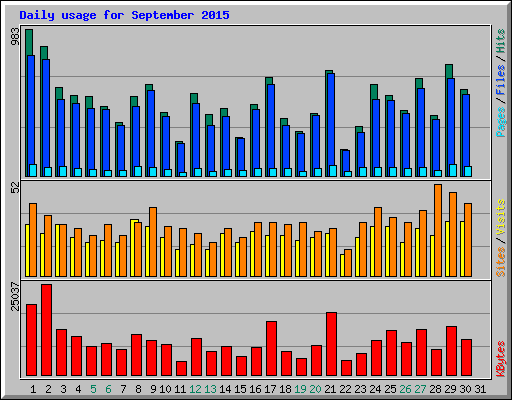 Daily usage for September 2015
983
Pages / Files / Hits
52
Sites / Visits
25037
KBytes
1 2 3 4 5 6 7 8 9 10 11 12 13 14 15 16 17 18 19 20 21 22 23 24 25 26 27 28 29 30 31